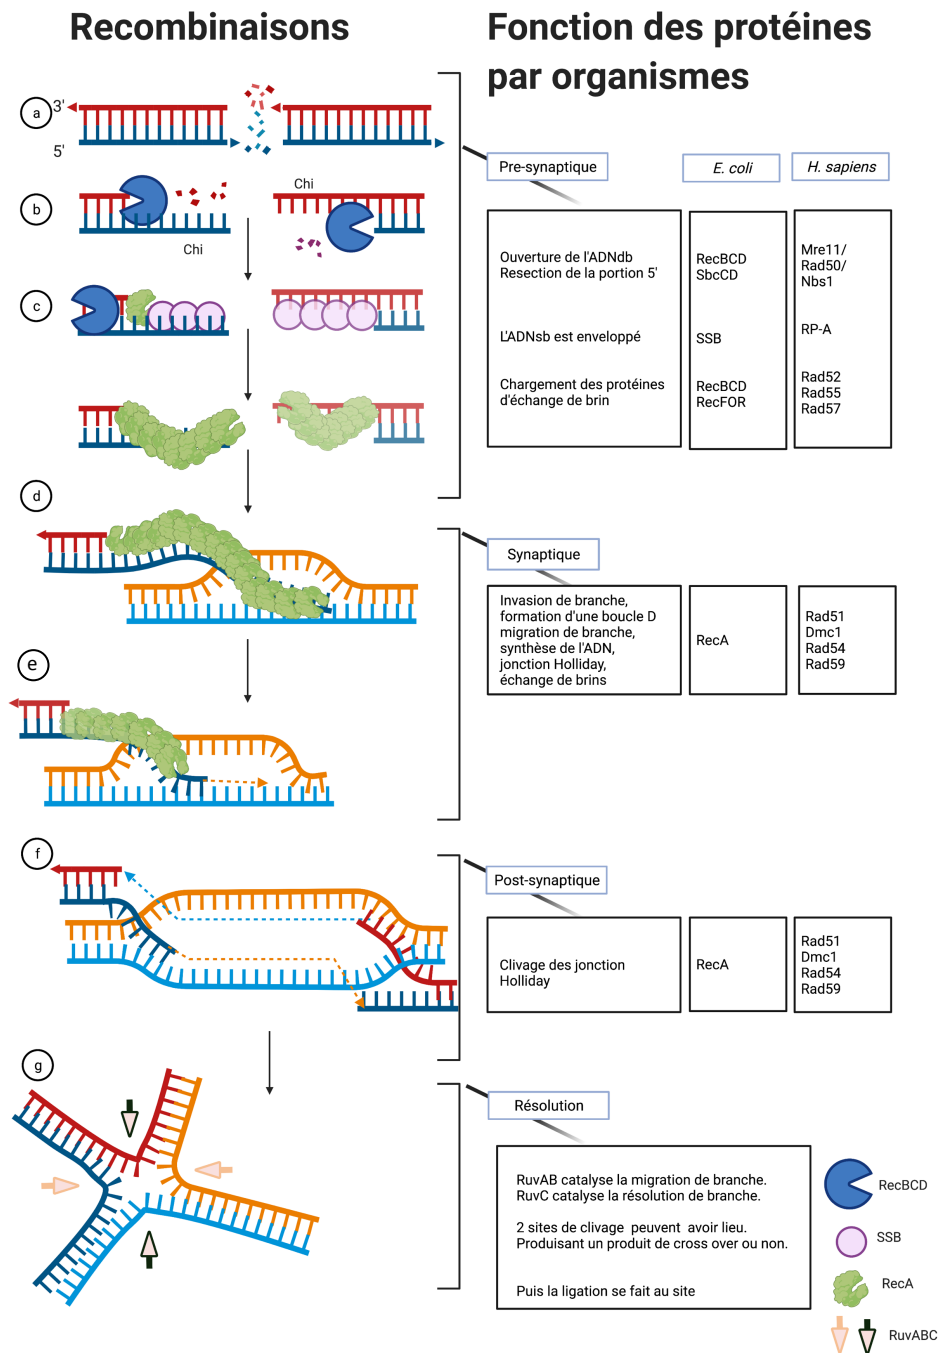 Recombinaisons
Fonction des protéines
par organismes
a
3'
5'
b
Chi
Chi
c
d
e
f
g
Pre-synaptique
E. coli
H. sapiens
Ouverture de l'ADNdb
Resection de la portion 5'
RecBCD
SbcCD
Mre11/
Rad50/
Nbs1
L'ADNsb est enveloppé
SSB
RP-A
Chargement des protéines
d'échange de brin
RecBCD
RecFOR
Rad52
Rad55
Rad57
Synaptique
Invasion de branche,
formation d'une boucle D
migration de branche,
synthèse de l'ADN,
jonction Holliday,
échange de brins
RecA
Rad51
Dmc1
Rad54
Rad59
Post-synaptique
Clivage des jonction
Holliday
RecA
Rad51
Dmc1
Rad54
Rad59
Résolution
RuvAB catalyse la migration de branche.
RuvC catalyse la résolution de branche.
2 sites de clivage peuvent avoir lieu.
Produisant un produit de cross over ou non.
Puis la ligation se fait au site
RecBCD
SSB
RecA
RuvABC